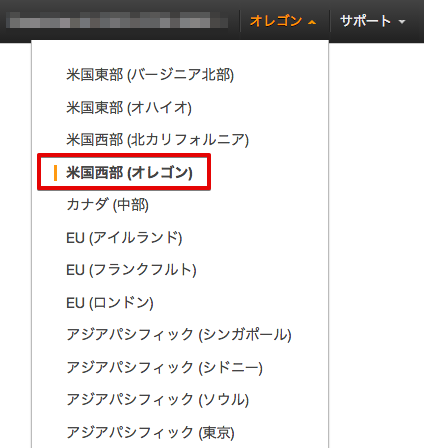 オレゴン サポート
米国東部 (バージニア北部)
米国東部 (オハイオ)
米国西部 (北カリフォルニア)
米国西部 (オレゴン)
カナダ (中部)
EU (アイルランド)
EU (フランクフルト)
EU (ロンドン)
アジアパシフィック (シンガポール)
アジアパシフィック (シドニー)
アジアパシフィック (ソウル)
アジアパシフィック (東京)